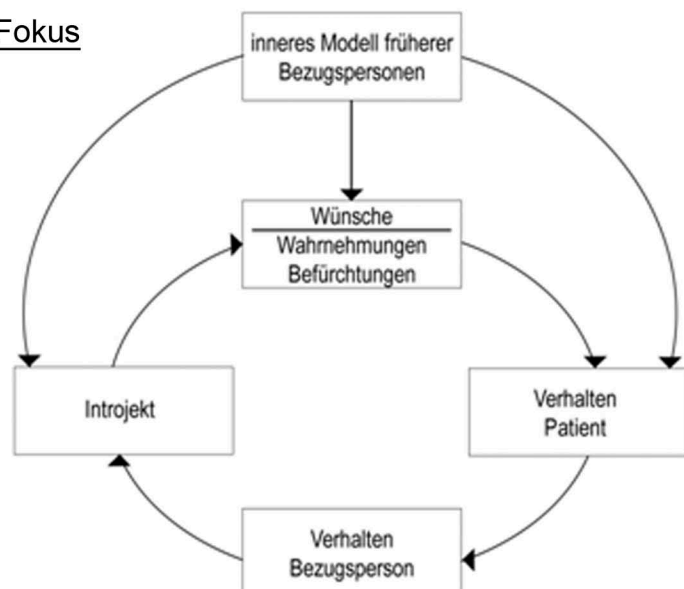 Fokus
inneres Modell früherer
Bezugspersonen
Wünsche
Wahrnehmungen
Befürchtungen
Introjekt
Verhalten
Patient
Verhalten
Bezugsperson